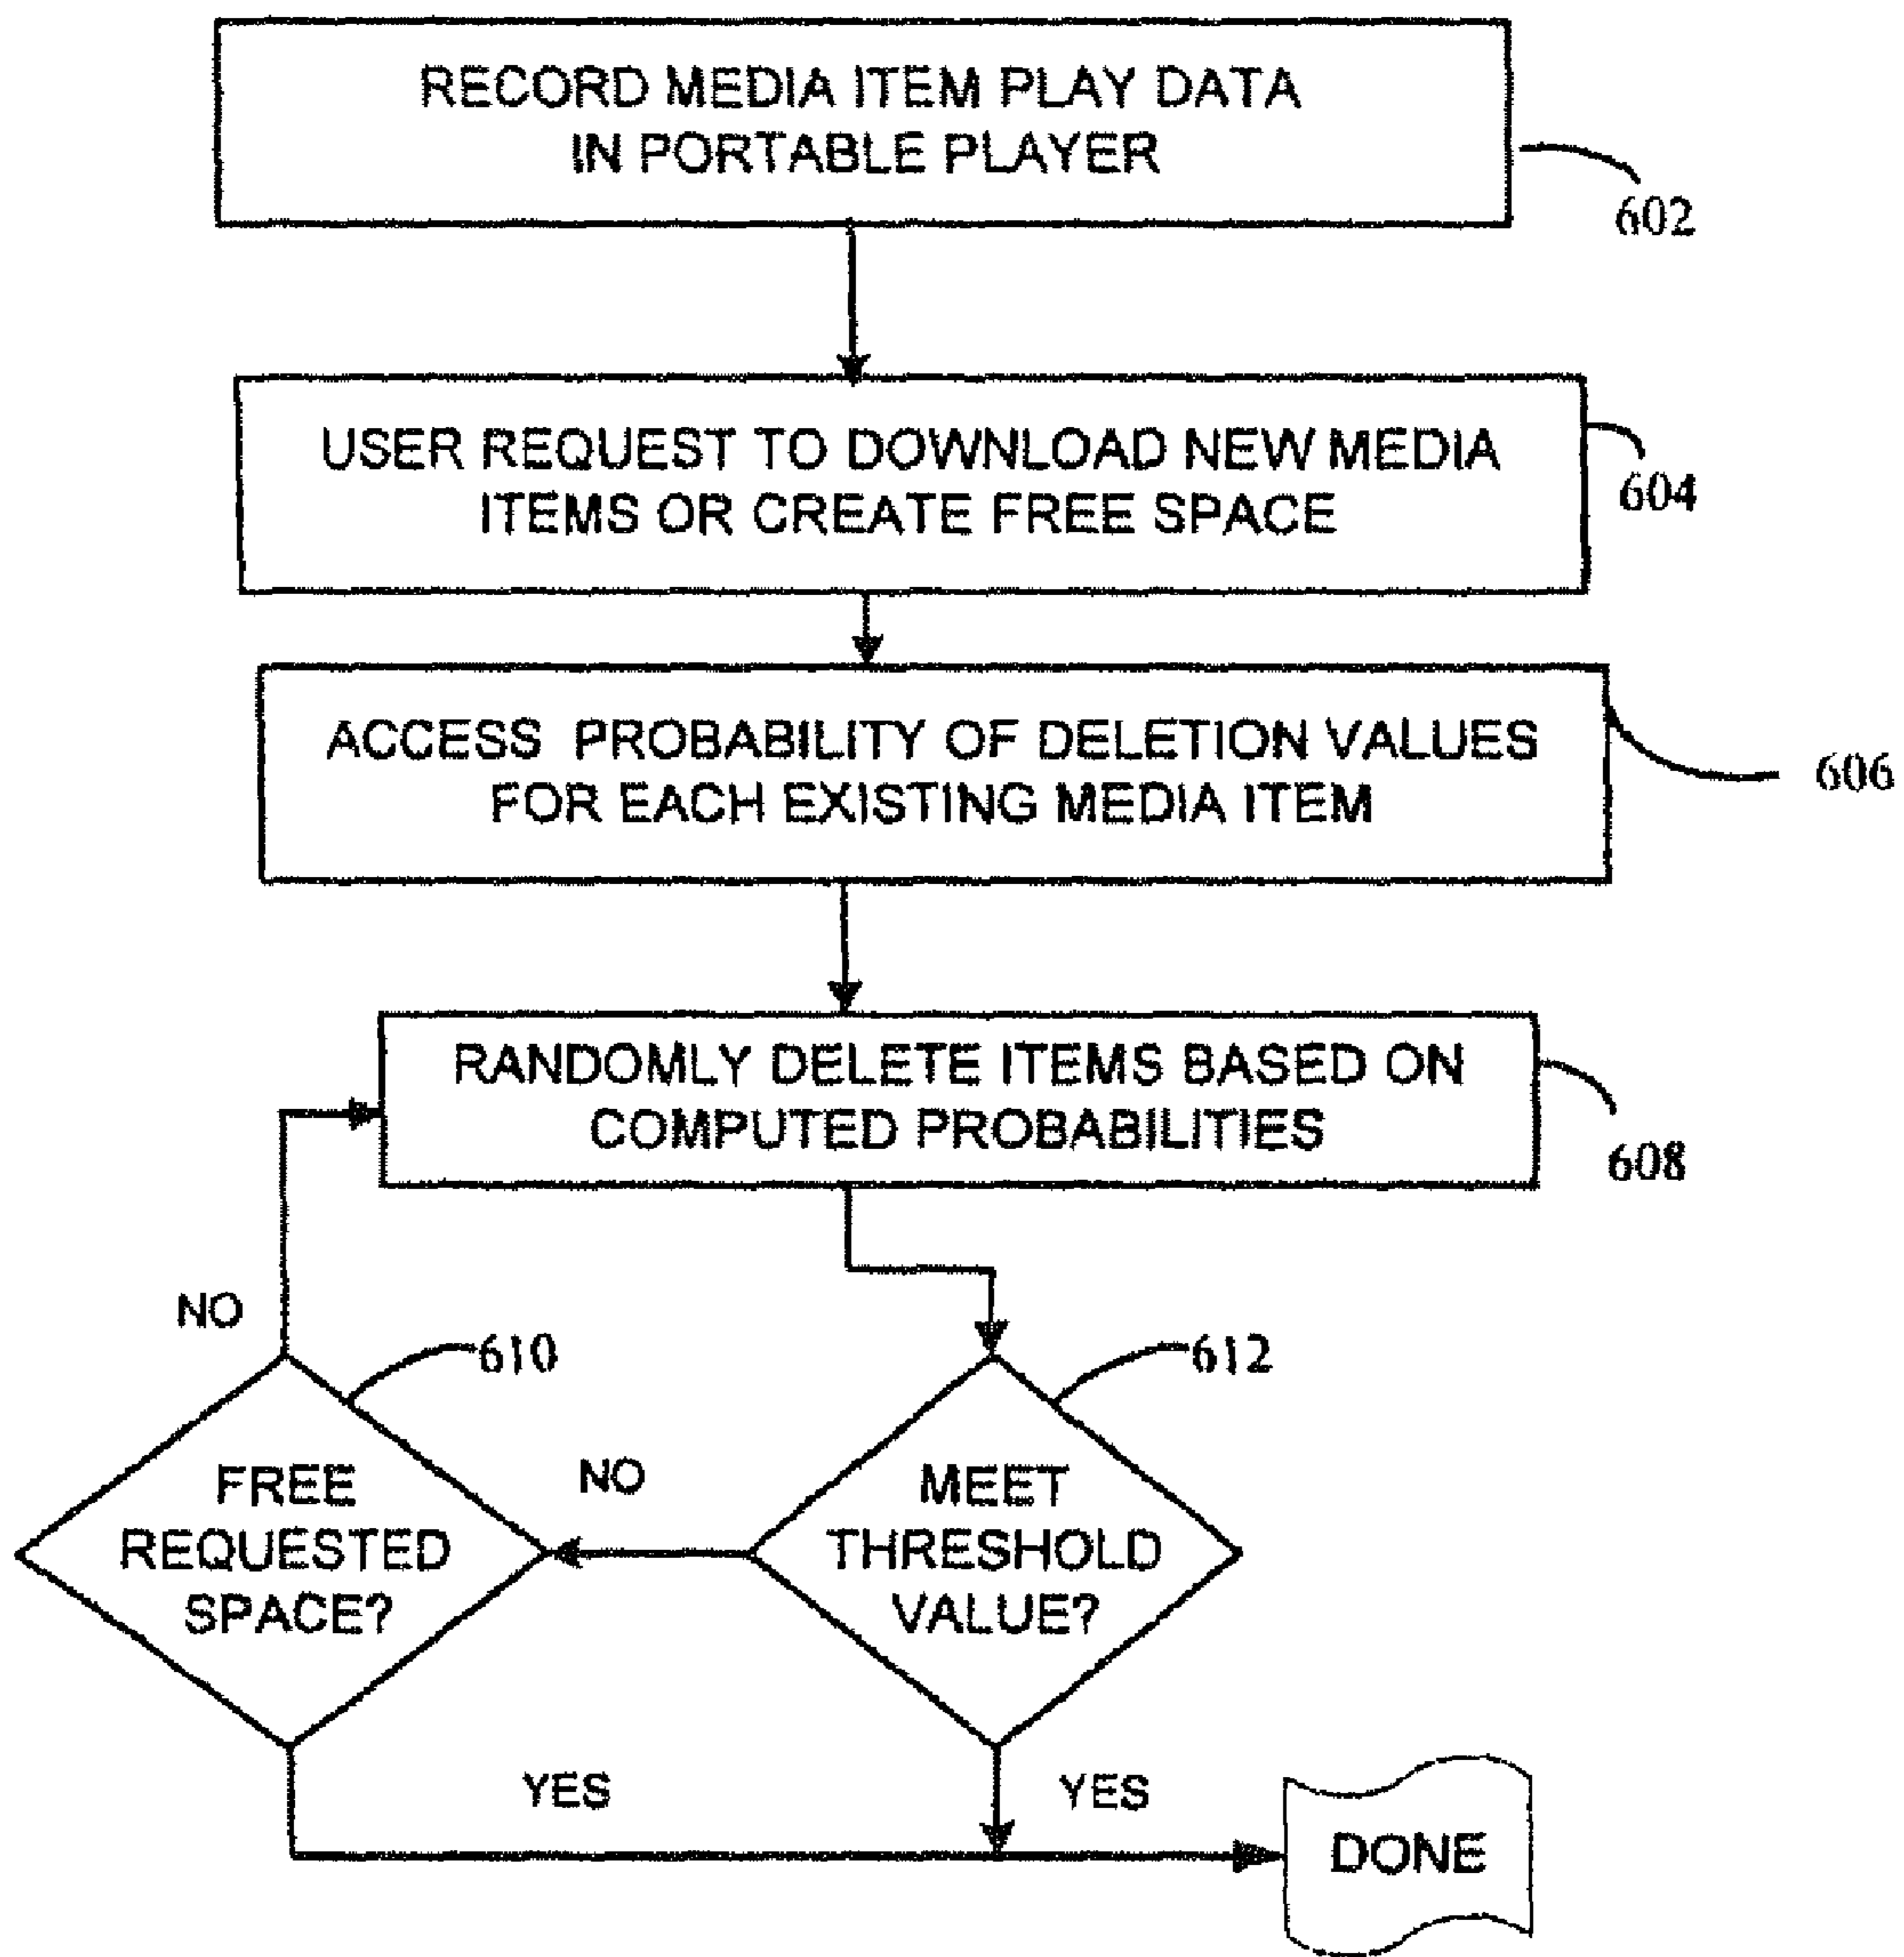 RECORD MEDIA ITEM PLAY DATA
IN PORTABLE PLAYER
602
USER REQUEST TO DOWNLOAD NEW MEDIA
ITEMS OR CREATE FREE SPACE
604
ACCESS PROBABILITY OF DELETION VALUES
FOR EACH EXISTING MEDIA ITEM
606
RANDOMLY DELETE ITEMS BASED ON
COMPUTED PROBABILITIES
608
NO
610
612
FREE
REQUESTED
SPACE?
NO
MEET
THRESHOLD
VALUE?
YES
YES
DONE